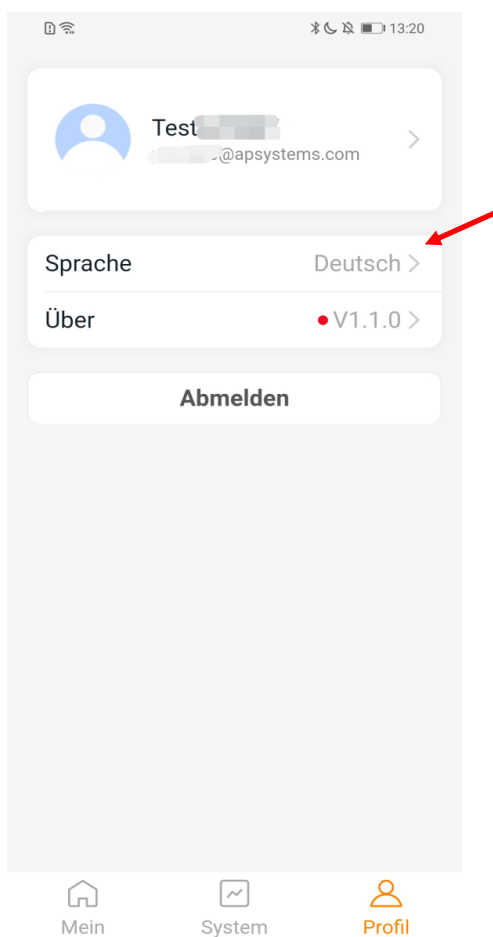 13:20
Test
@apsystems.com
Sprache Deutsch
Über V1.1.0
Abmelden
Mein System Profil